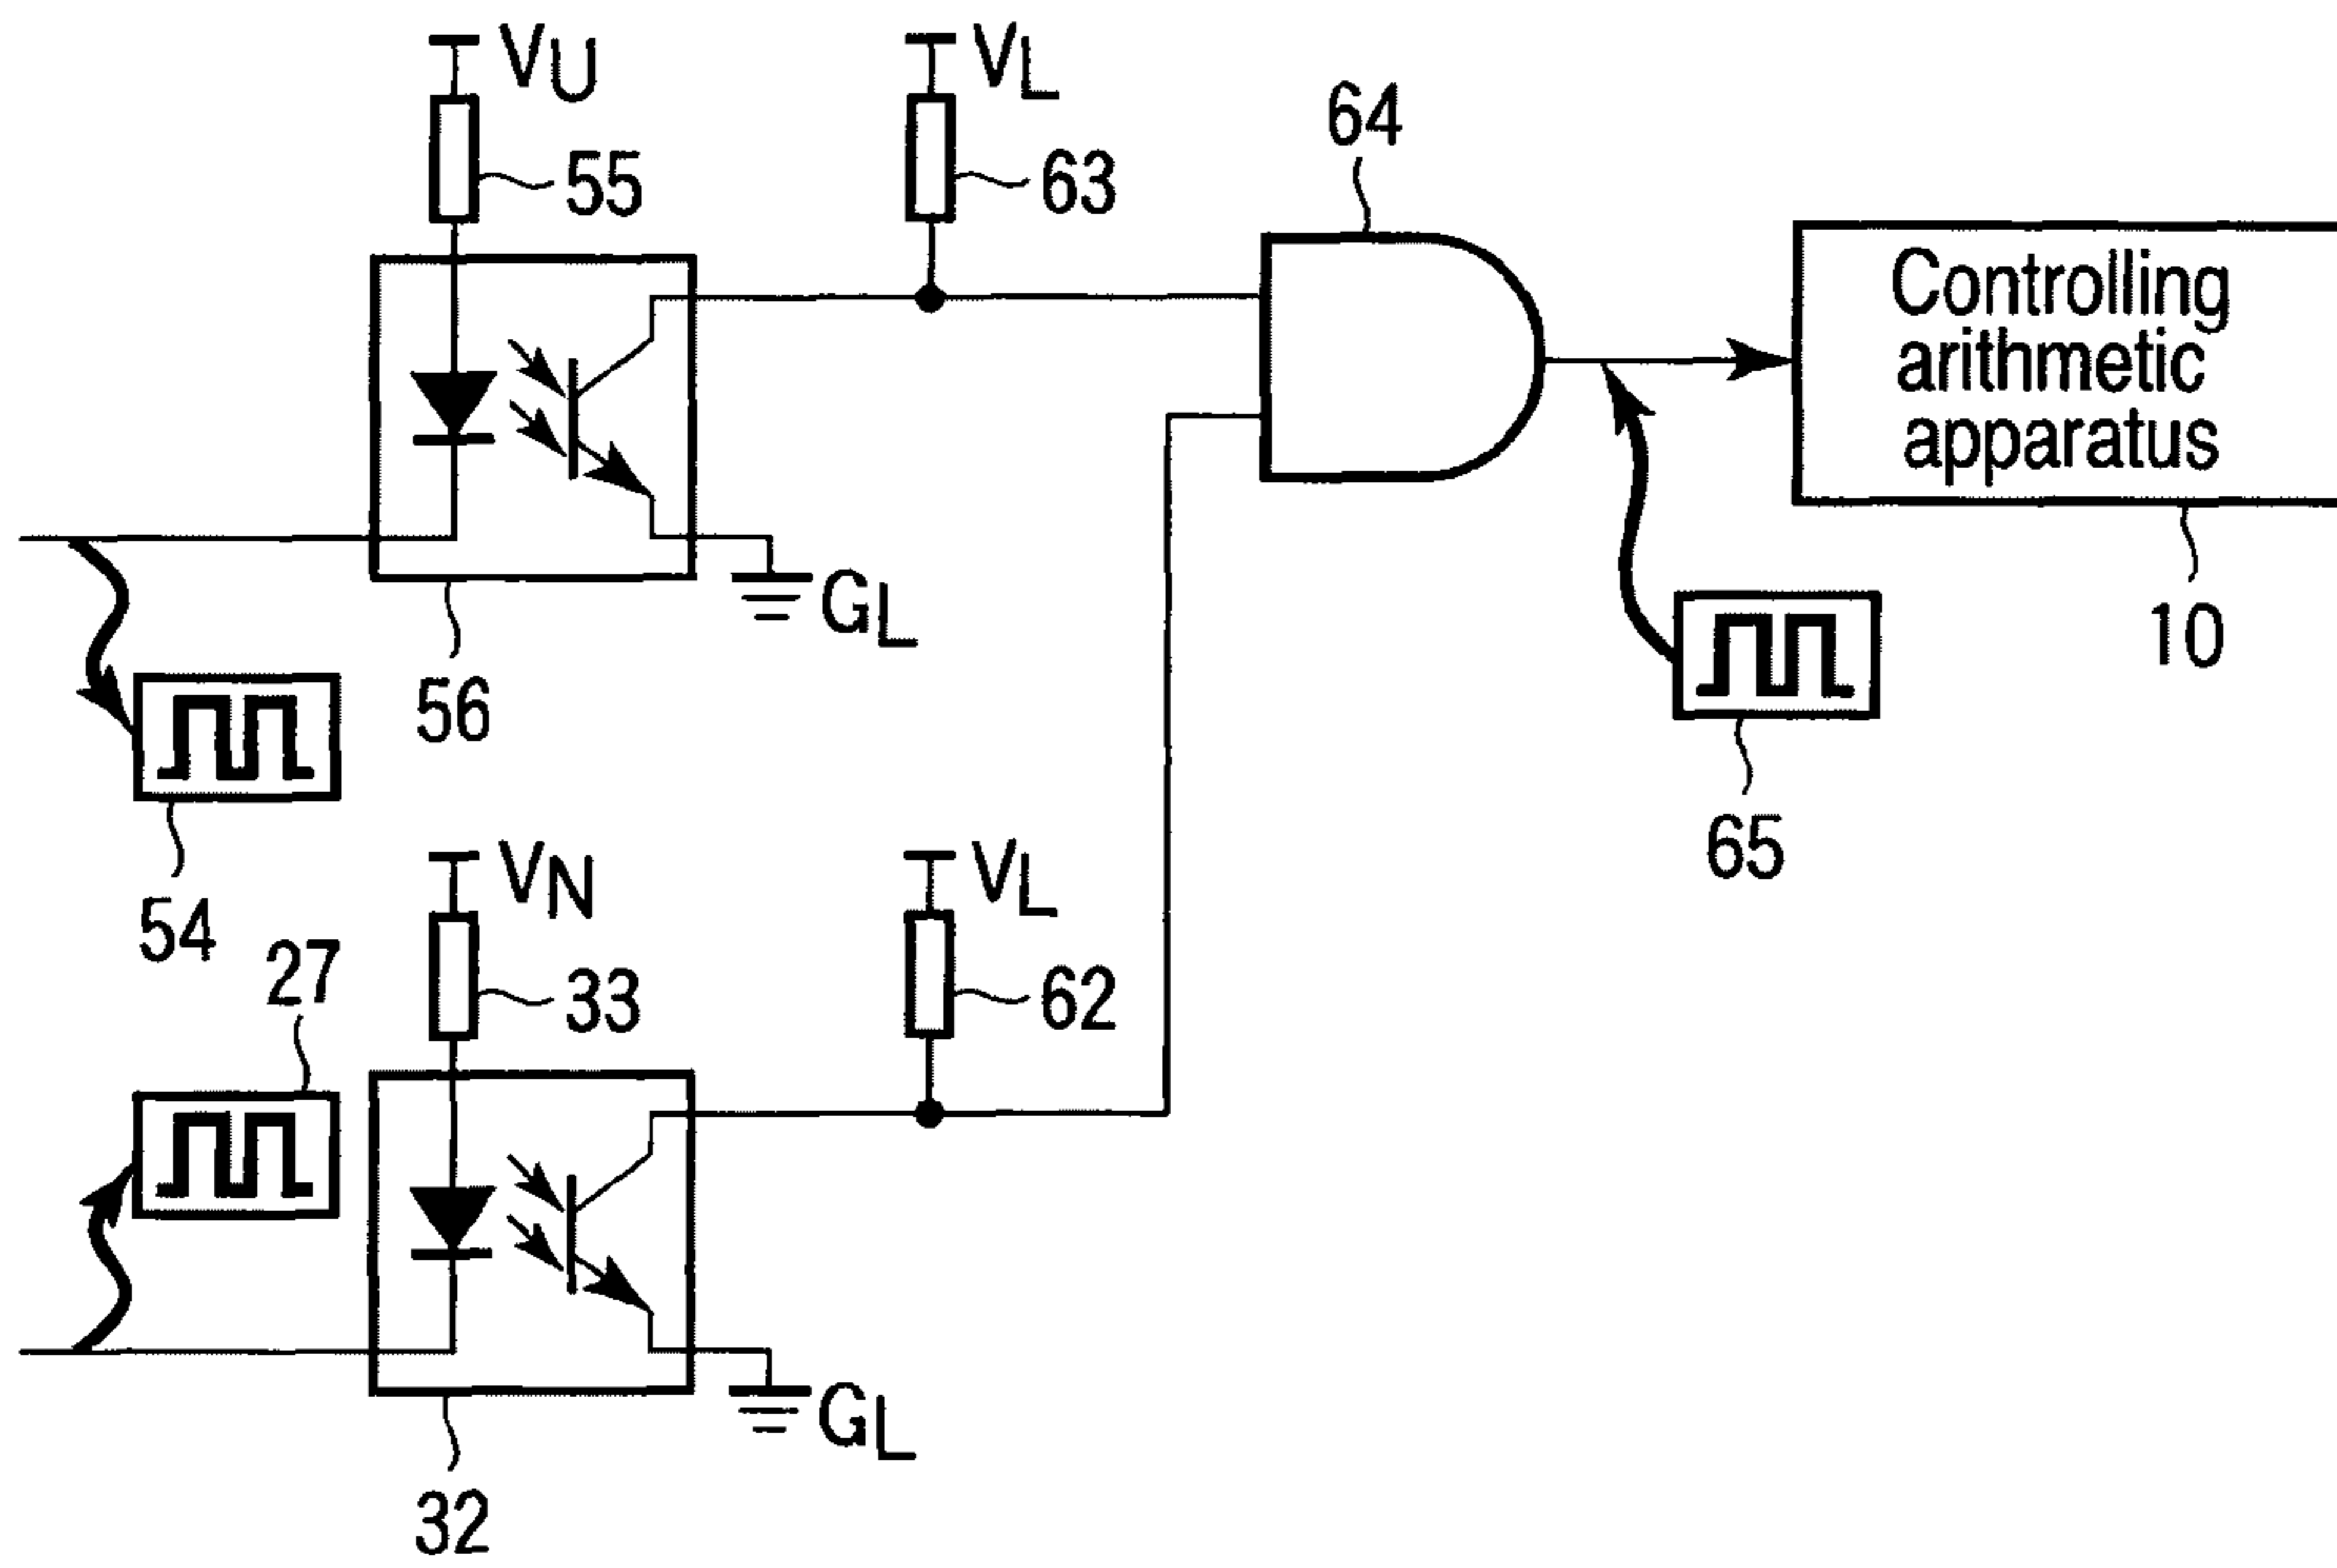 VU
VL
64
55
63
Controlling
arithmetic
apparatus
GL
10
56
65
54
VN
VL
27
33
62
GL
32